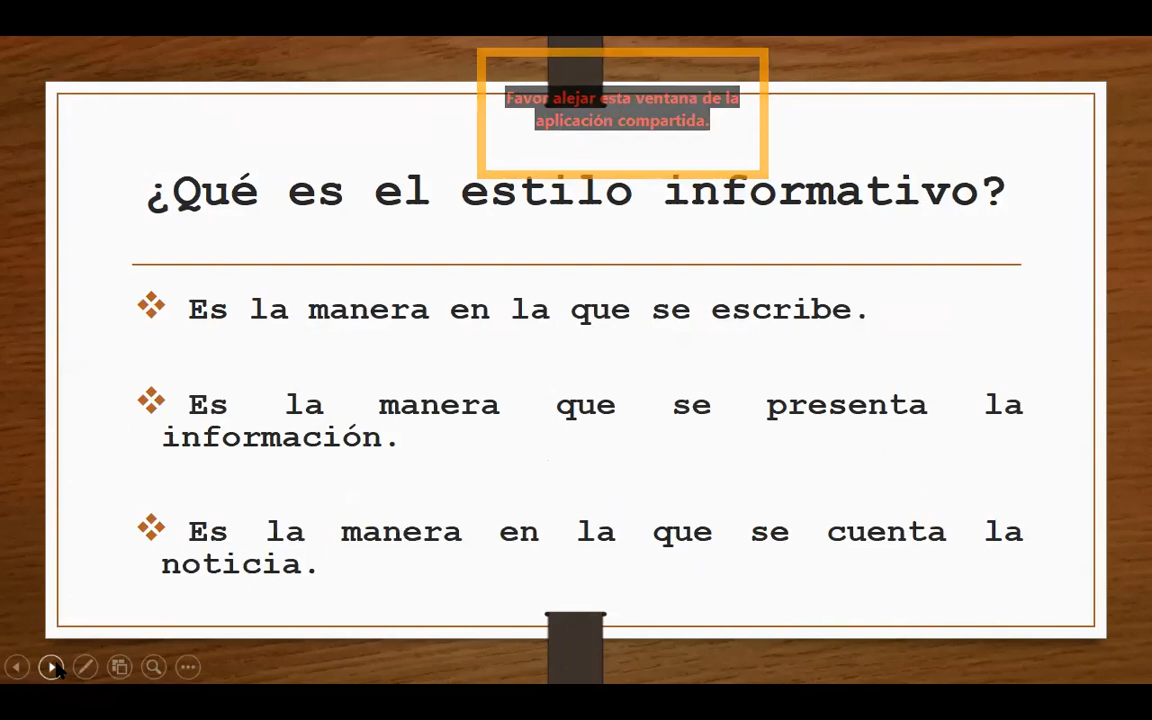 Favor alejar esta ventana de la
aplicación compartida.
¿Qué es el estilo informativo?
Es la manera en la que se escribe.
Es la manera que se presenta la
información.
Es la manera en la que se cuenta la
noticia.